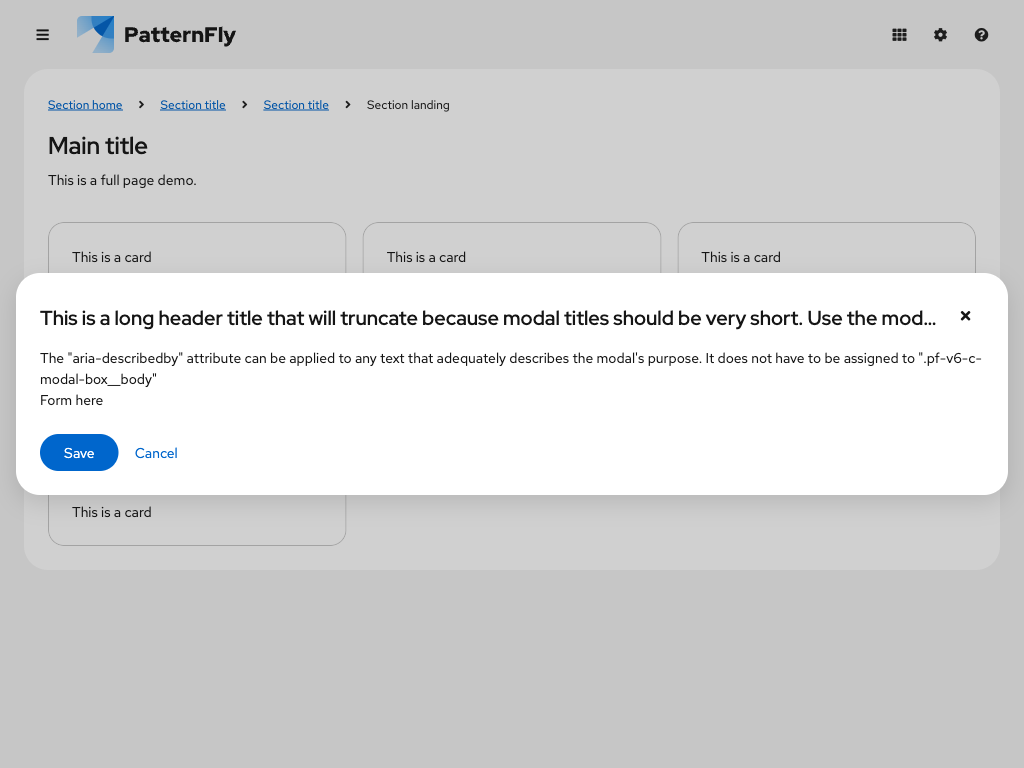 PatternFly
Section home
Section title
Section title
Section landing
Main title
This is a full page demo.
This is a card
This is a card
This is a card
This is a long header title that will truncate because modal titles should be very short. Use the mod...
The "aria-describedby" attribute can be applied to any text that adequately describes the modal's purpose. It does not have to be assigned to ".pf-v6-c-
modal-box__body"
Form here
Save
Cancel
This is a card